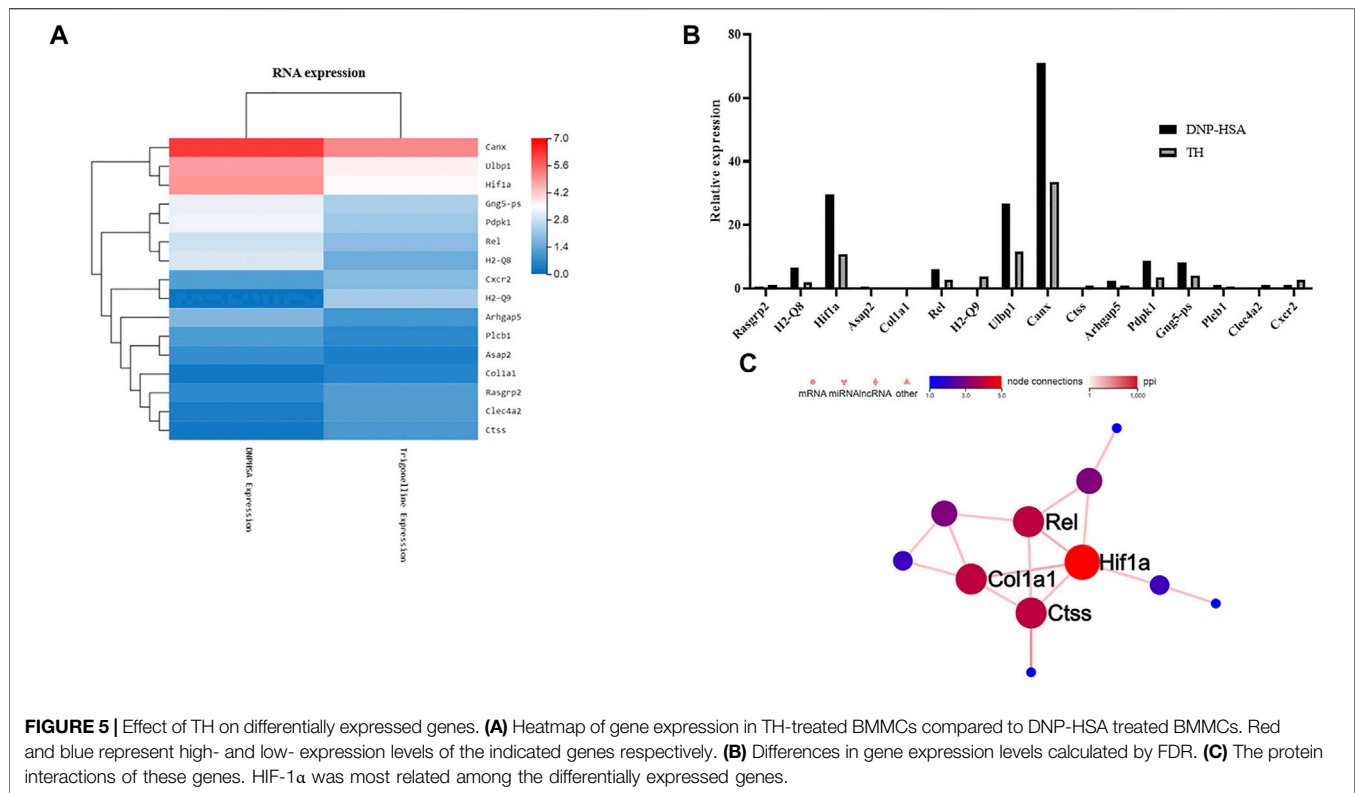 A
RNA expression
Canx
Ulbp1
Hif1a
Gng5-ps
Pdpk1
Rel
H2-Q8
Cxcr2
H2-Q9
Arhgap5
Plcb1
Asap2
Col1a1
Rasgrp2
Clec4a2
Ctss
7.0
5.6
4.2
2.8
1.4
0.0
DNPHSA Expression
Trigonelline Expression
B
Relative expression
80
60
40
20
0
DNP-HSA
TH
Rasgrp2
H2-Q8
Hif1a
Asap2
Col1a1
Rel
H2-Q9
Ulbp1
Canx
Ctss
Arhgap5
Pdpk1
Gng5-ps
Plcb1
Clec4a2
Cxcr2
C
mRNA miRNA lncRNA other
1.0 3.0 5.0
node connections
1 1,000
ppi
Rel
Hif1a
Col1a1
Ctss
FIGURE 5 | Effect of TH on differentially expressed genes. (A) Heatmap of gene expression in TH-treated BMMCs compared to DNP-HSA treated BMMCs. Red
and blue represent high- and low- expression levels of the indicated genes respectively. (B) Differences in gene expression levels calculated by FDR. (C) The protein
interactions of these genes. HIF-1α was most related among the differentially expressed genes.